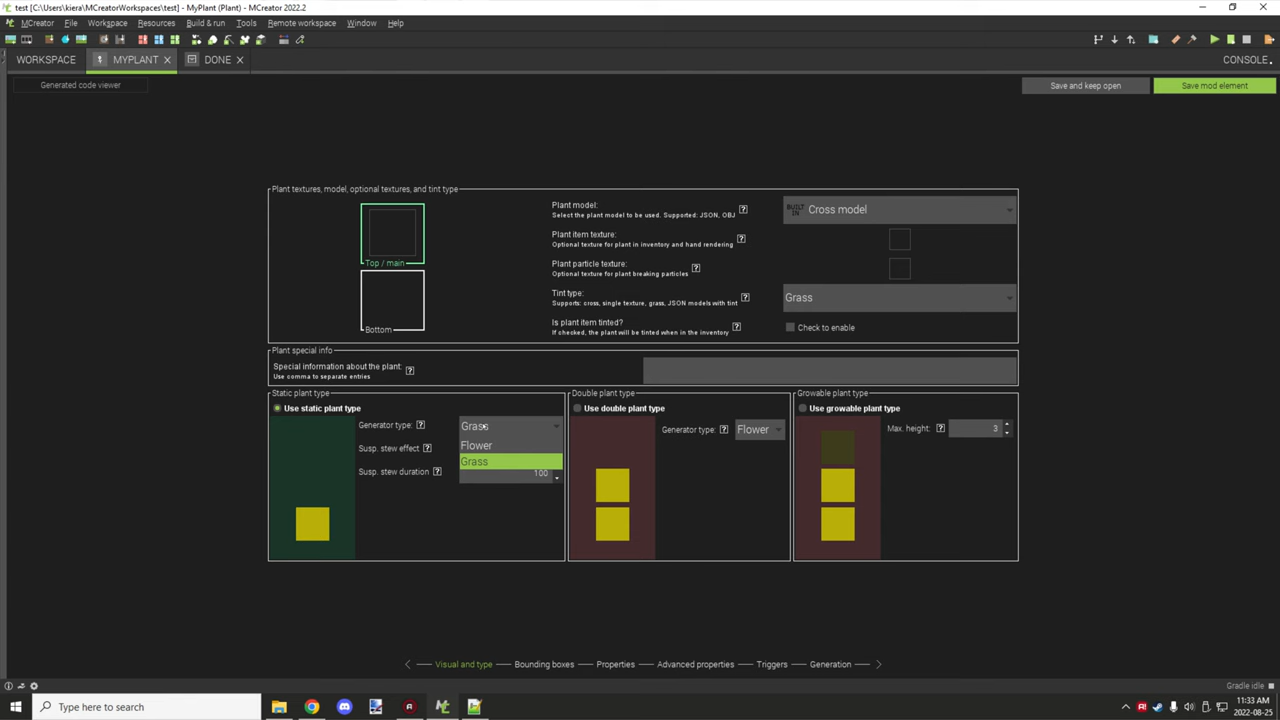 test [C:\Users\kiera\MCreatorWorkspaces\test] - MyPlant (Plant) - MCreator 2022.2
MCreator File Workspace Resources Build & run Tools Remote workspace Window Help
WORKSPACE MYPLANT DONE CONSOLE
Generated code viewer Save and keep open Save mod element
Plant textures, model, optional textures, and tint type
Top / main
Bottom
Plant model:
Select the plant model to be used. Supported: JSON, OBJ
BUILT IN Cross model
Plant item texture:
Optional texture for plant in inventory and hand rendering
Plant particle texture:
Optional texture for plant breaking particles
Tint type:
Supports: cross, single texture, grass, JSON models with tint
Grass
Is plant item tinted?
If checked, the plant will be tinted when in the inventory
Check to enable
Plant special info
Special information about the plant:
Use comma to separate entries
Static plant type
Use static plant type
Generator type: ? Grass
Flower
Grass
Susp. stew effect ?
Susp. stew duration ? 100
Double plant type
Use double plant type
Generator type: ? Flower
Growable plant type
Use growable plant type
Max. height: ? 3
Visual and type Bounding boxes Properties Advanced properties Triggers Generation
Gradle idle
Type here to search
11:33 AM
2022-08-25